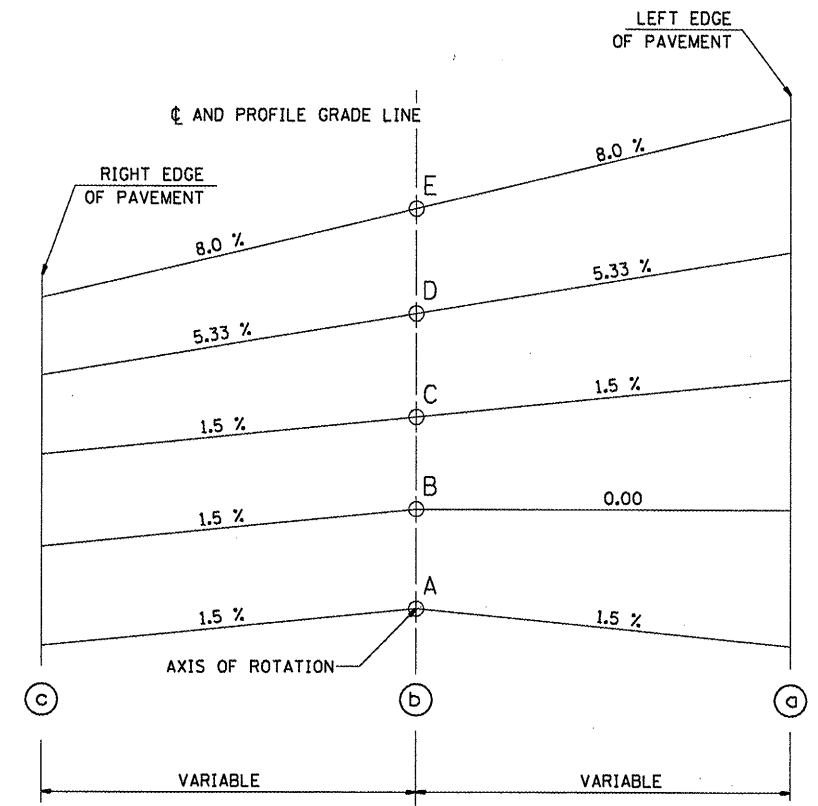 LEFT EDGE
OF PAVEMENT
℄ AND PROFILE GRADE LINE
RIGHT EDGE
OF PAVEMENT
8.0 %
E
8.0 %
5.33 %
D
5.33 %
1.5 %
C
1.5 %
1.5 %
B
0.00
1.5 %
A
1.5 %
AXIS OF ROTATION
c
b
a
VARIABLE
VARIABLE